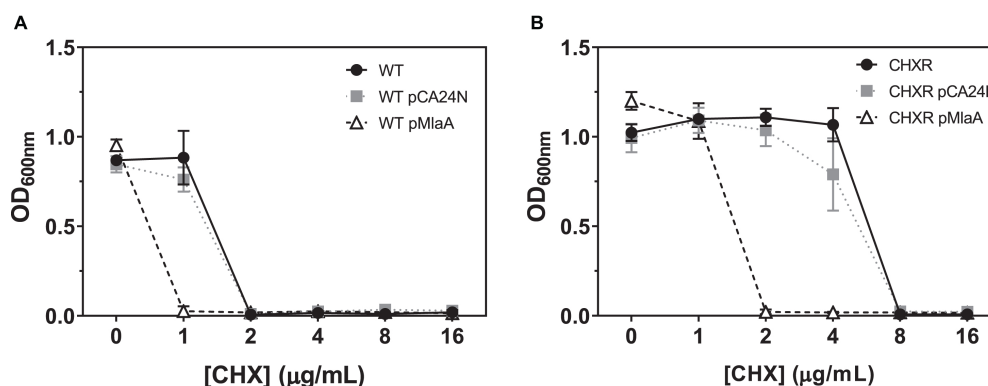 A
1.5
1.0
0.5
0.0
OD600nm
WT
WT pCA24N
WT pMlaA
0 1 2 4 8 16
[CHX] (μg/mL)
B
1.5
1.0
0.5
0.0
OD600nm
CHXR
CHXR pCA24N
CHXR pMlaA
0 1 2 4 8 16
[CHX] (μg/mL)